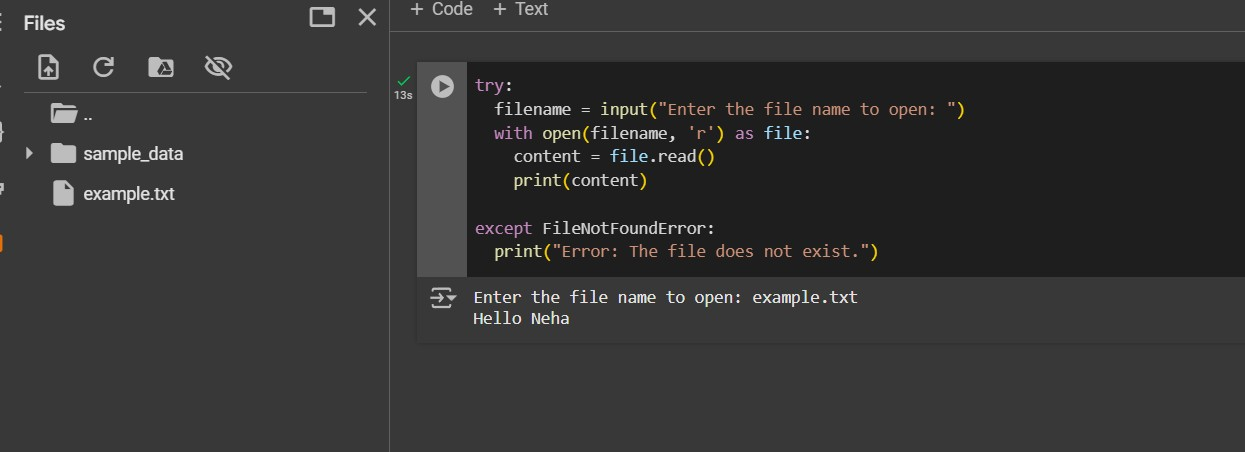 Files
..
sample_data
example.txt
+ Code + Text
13s
try:
  filename = input("Enter the file name to open: ")
  with open(filename, 'r') as file:
    content = file.read()
    print(content)

except FileNotFoundError:
  print("Error: The file does not exist.")
Enter the file name to open: example.txt
Hello Neha